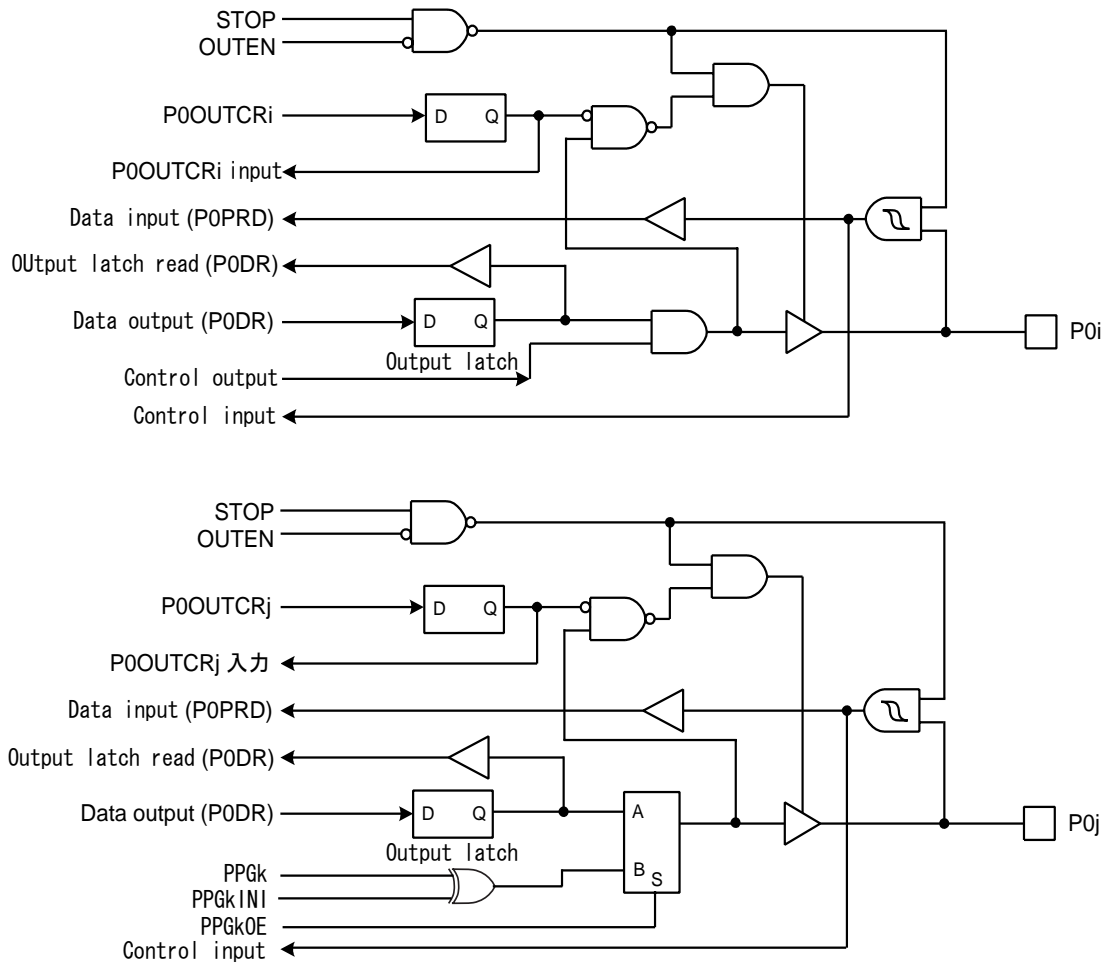 STOP
OUTEN
P0OUTCRi
D Q
P0OUTCRi input
Data input (P0PRD)
OUtput latch read (P0DR)
Data output (P0DR)
D Q
Output latch
P0i
Control output
Control input
STOP
OUTEN
P0OUTCRj
D Q
P0OUTCRj 入力
Data input (P0PRD)
Output latch read (P0DR)
Data output (P0DR)
D Q
A
P0j
Output latch
PPGk
B
S
PPGkINI
PPGkOE
Control input